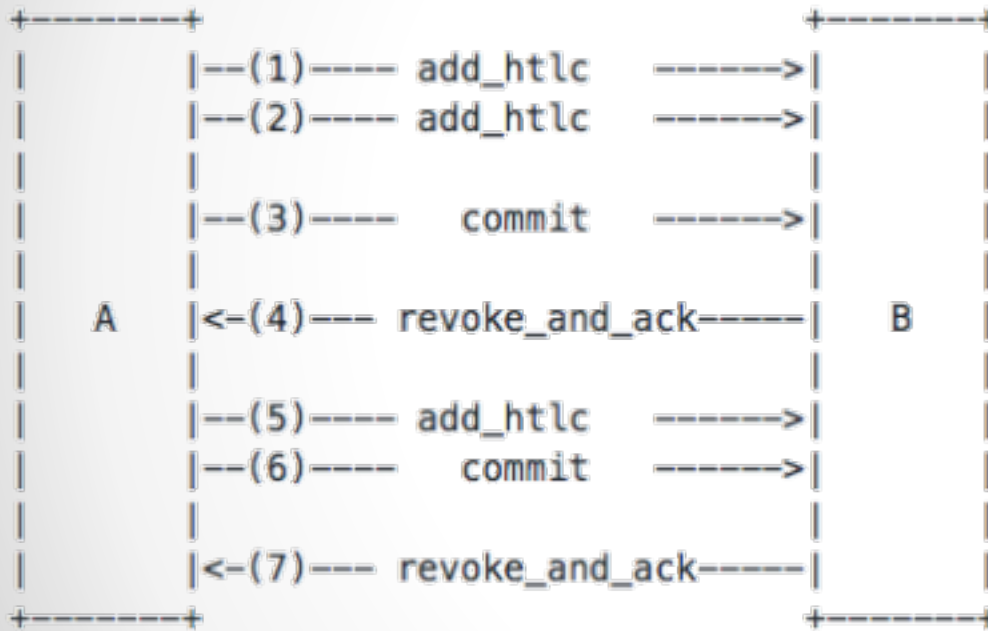 (1) add_htlc
(2) add_htlc
(3) commit
A (4) revoke_and_ack B
(5) add_htlc
(6) commit
(7) revoke_and_ack